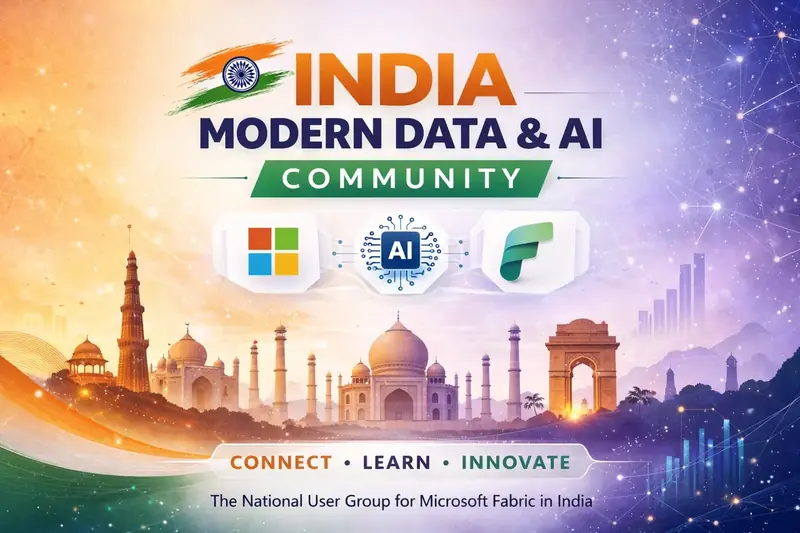 INDIA
MODERN DATA & AI
COMMUNITY
AI
CONNECT • LEARN • INNOVATE
The National User Group for Microsoft Fabric in India